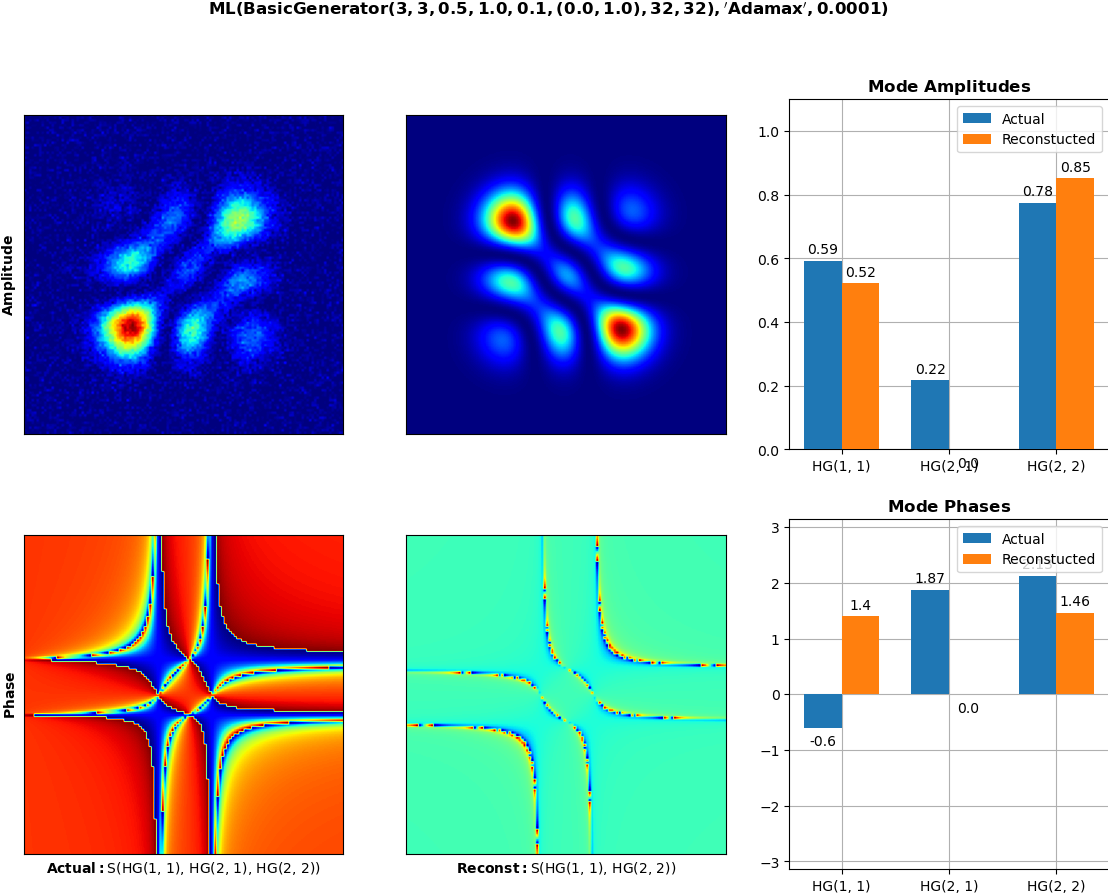 ML(BasicGenerator(3, 3, 0.5, 1.0, 0.1, (0.0, 1.0), 32, 32), 'Adamax', 0.0001)
Amplitude
Mode Amplitudes
Actual
Reconstucted
1.0
0.8
0.6
0.4
0.2
0.0
0.59
0.52
0.22
0.0
0.78
0.85
HG(1, 1)
HG(2, 1)
HG(2, 2)
Phase
Actual: S(HG(1, 1), HG(2, 1), HG(2, 2))
Reconst: S(HG(1, 1), HG(2, 2))
Mode Phases
Actual
Reconstucted
3
2
1
0
−1
−2
−3
-0.6
1.4
1.87
0.0
1.46
HG(1, 1)
HG(2, 1)
HG(2, 2)